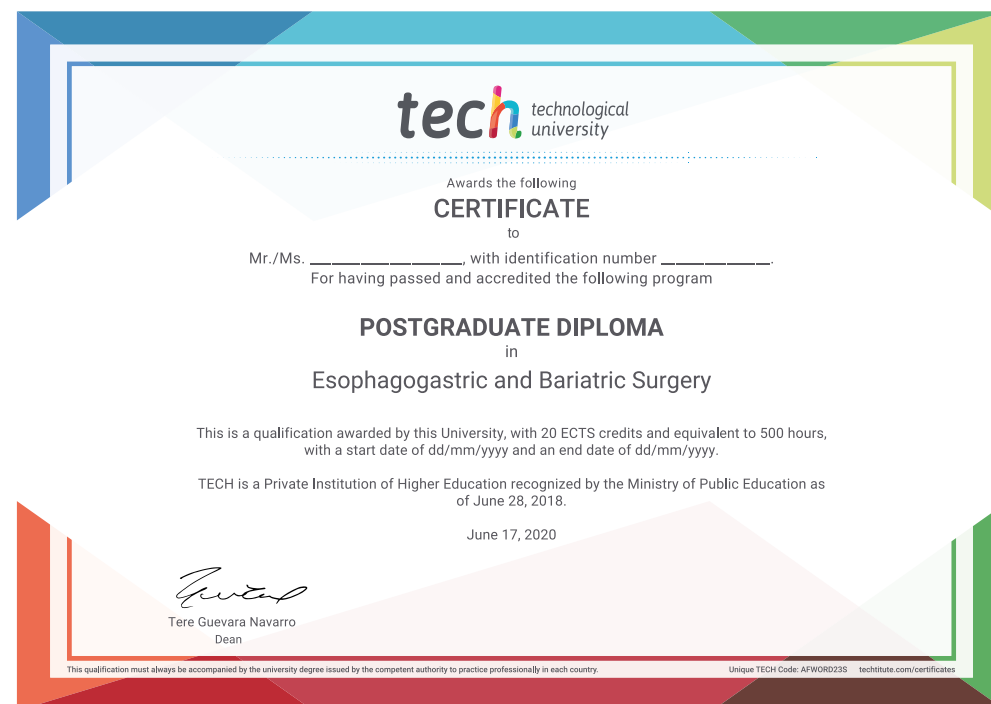 tech technological
university
Awards the following
CERTIFICATE
to
Mr./Ms. __________________, with identification number _____________.
For having passed and accredited the following program
POSTGRADUATE DIPLOMA
in
Esophagogastric and Bariatric Surgery
This is a qualification awarded by this University, with 20 ECTS credits and equivalent to 500 hours,
with a start date of dd/mm/yyyy and an end date of dd/mm/yyyy.
TECH is a Private Institution of Higher Education recognized by the Ministry of Public Education as
of June 28, 2018.
June 17, 2020
Tere Guevara Navarro
Dean
This qualification must always be accompanied by the university degree issued by the competent authority to practice professionally in each country.
Unique TECH Code: AFWORD23S techtitute.com/certificates